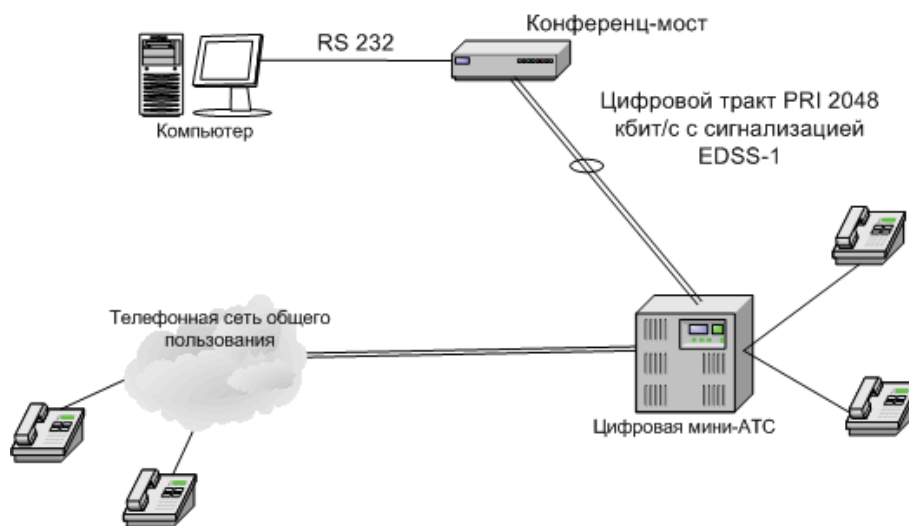 Конференц-мост
RS 232
Компьютер
Цифровой тракт PRI 2048
кбит/с с сигнализацией
EDSS-1
Телефонная сеть общего
пользования
Цифровая мини-АТС